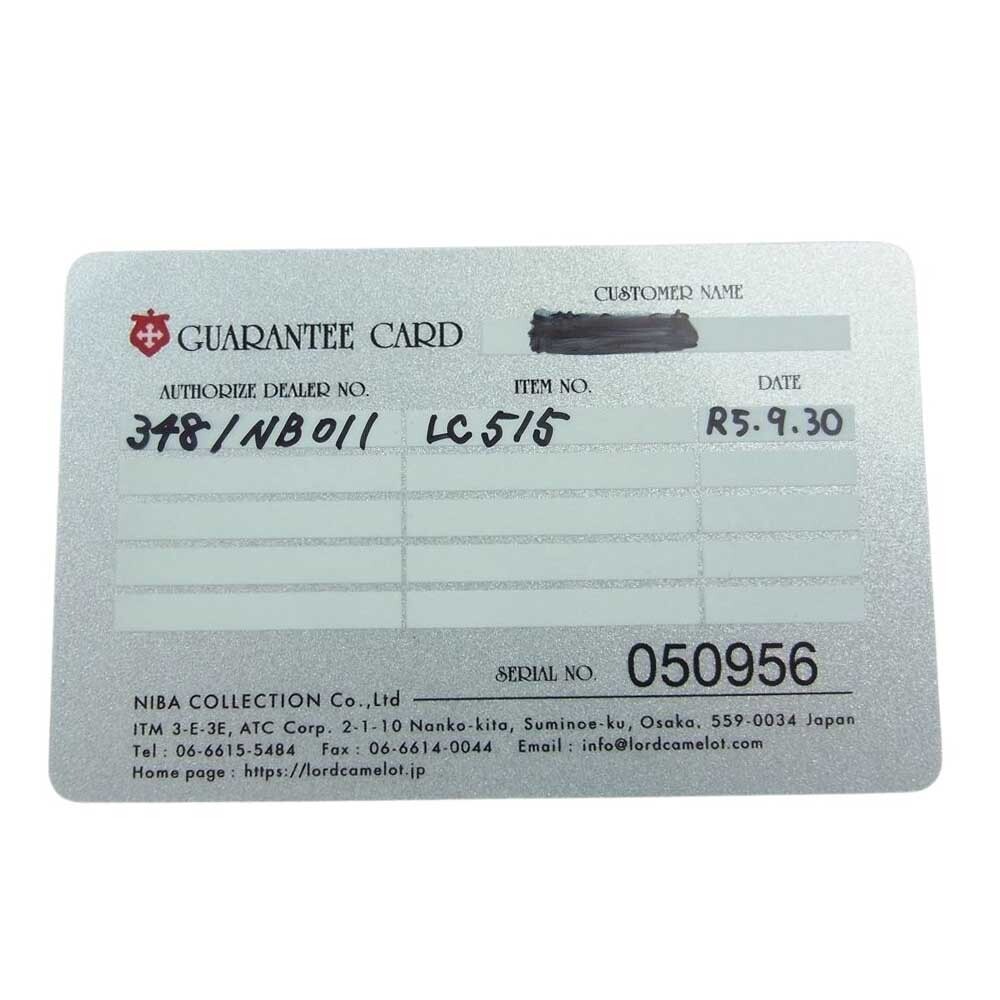 CUSTOMER NAME
GUARANTEE CARD
AUTHORIZE DEALER NO. ITEM NO. DATE
348/NB011 LC515 R5.9.30
SERIAL NO. 050956
NIBA COLLECTION Co.,Ltd
ITM 3-E-3E, ATC Corp. 2-1-10 Nanko-kita, Suminoe-ku, Osaka. 559-0034 Japan
Tel : 06-6615-5484 Fax : 06-6614-0044 Email : info@lordcamelot.com
Home page : https://lordcamelot.jp